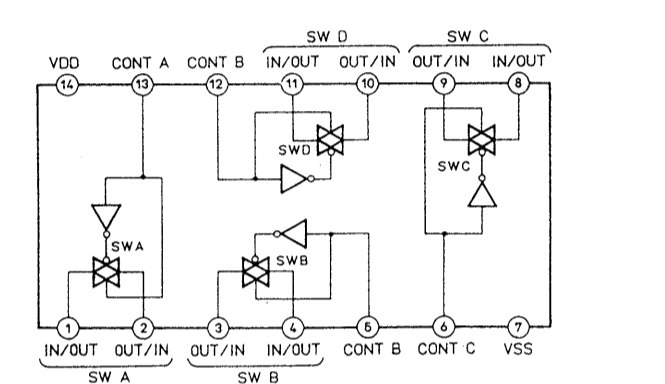 SW D SW C
VDD CONT A CONT B IN/OUT OUT/IN OUT/IN IN/OUT
14 13 12 11 10 9 8
SWD
SWC
SWA
SWB
1 2 3 4 5 6 7
IN/OUT OUT/IN OUT/IN IN/OUT CONT B CONT C VSS
SW A SW B